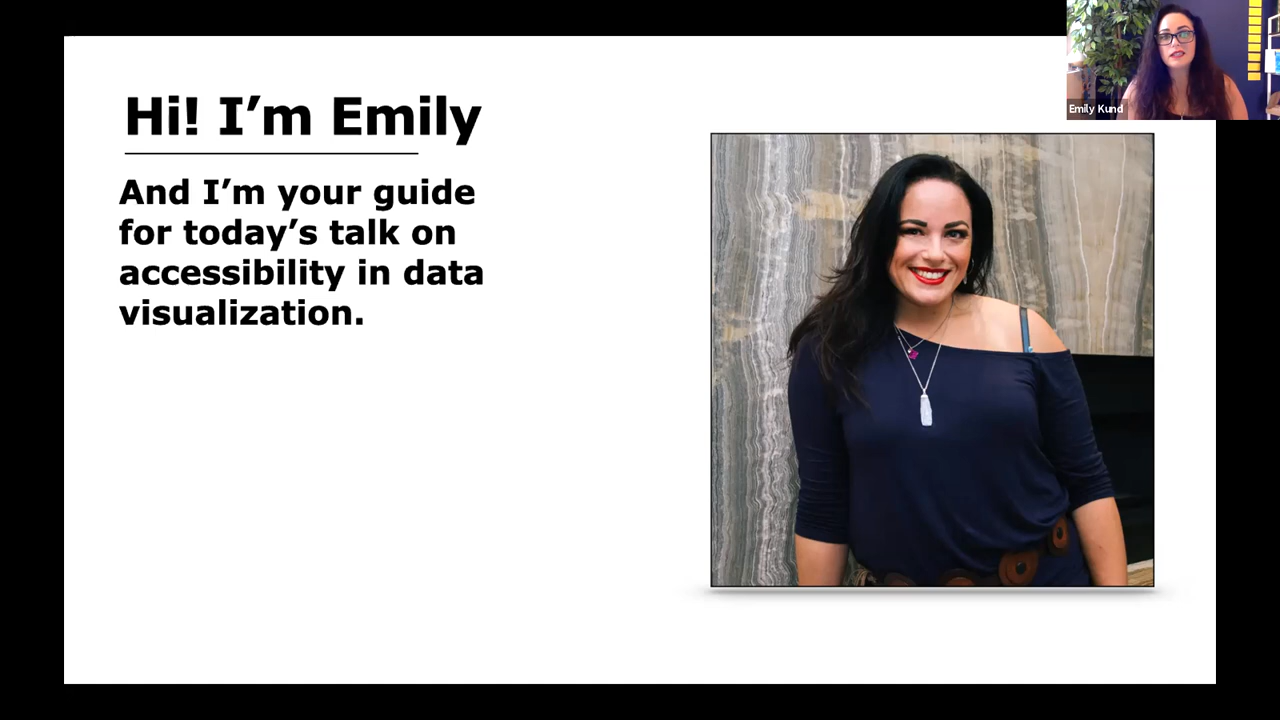 Hi! I’m Emily
And I’m your guide
for today’s talk on
accessibility in data
visualization.
Emily Kund